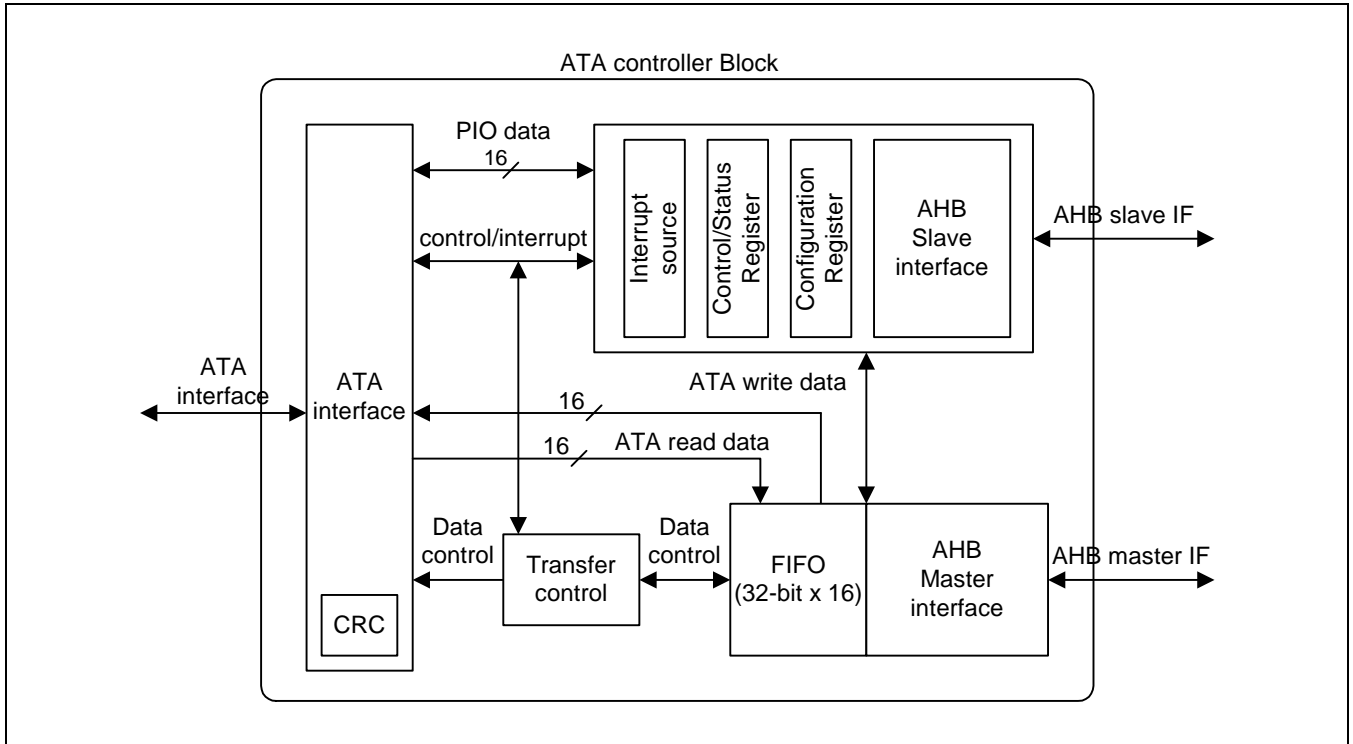 ATA controller Block
PIO data
16
control/interrupt
Interrupt
source
Control/Status
Register
Configuration
Register
AHB
Slave
interface
AHB slave IF
ATA
interface
ATA
interface
ATA write data
16
16
ATA read data
Data
control
Transfer
control
Data
control
FIFO
(32-bit x 16)
AHB
Master
interface
AHB master IF
CRC